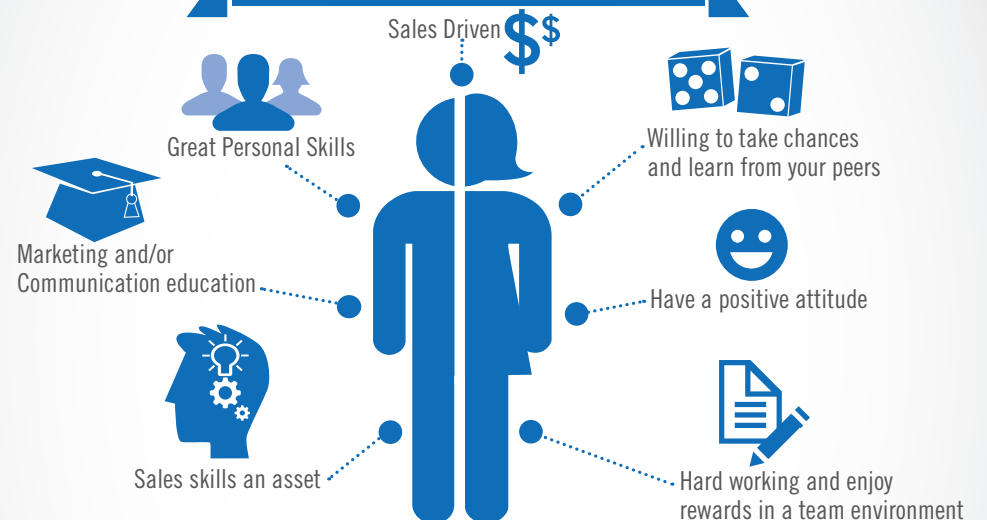 Sales Driven $$
Great Personal Skills
Willing to take chances
and learn from your peers
Marketing and/or
Communication education
Have a positive attitude
Sales skills an asset
Hard working and enjoy
rewards in a team environment